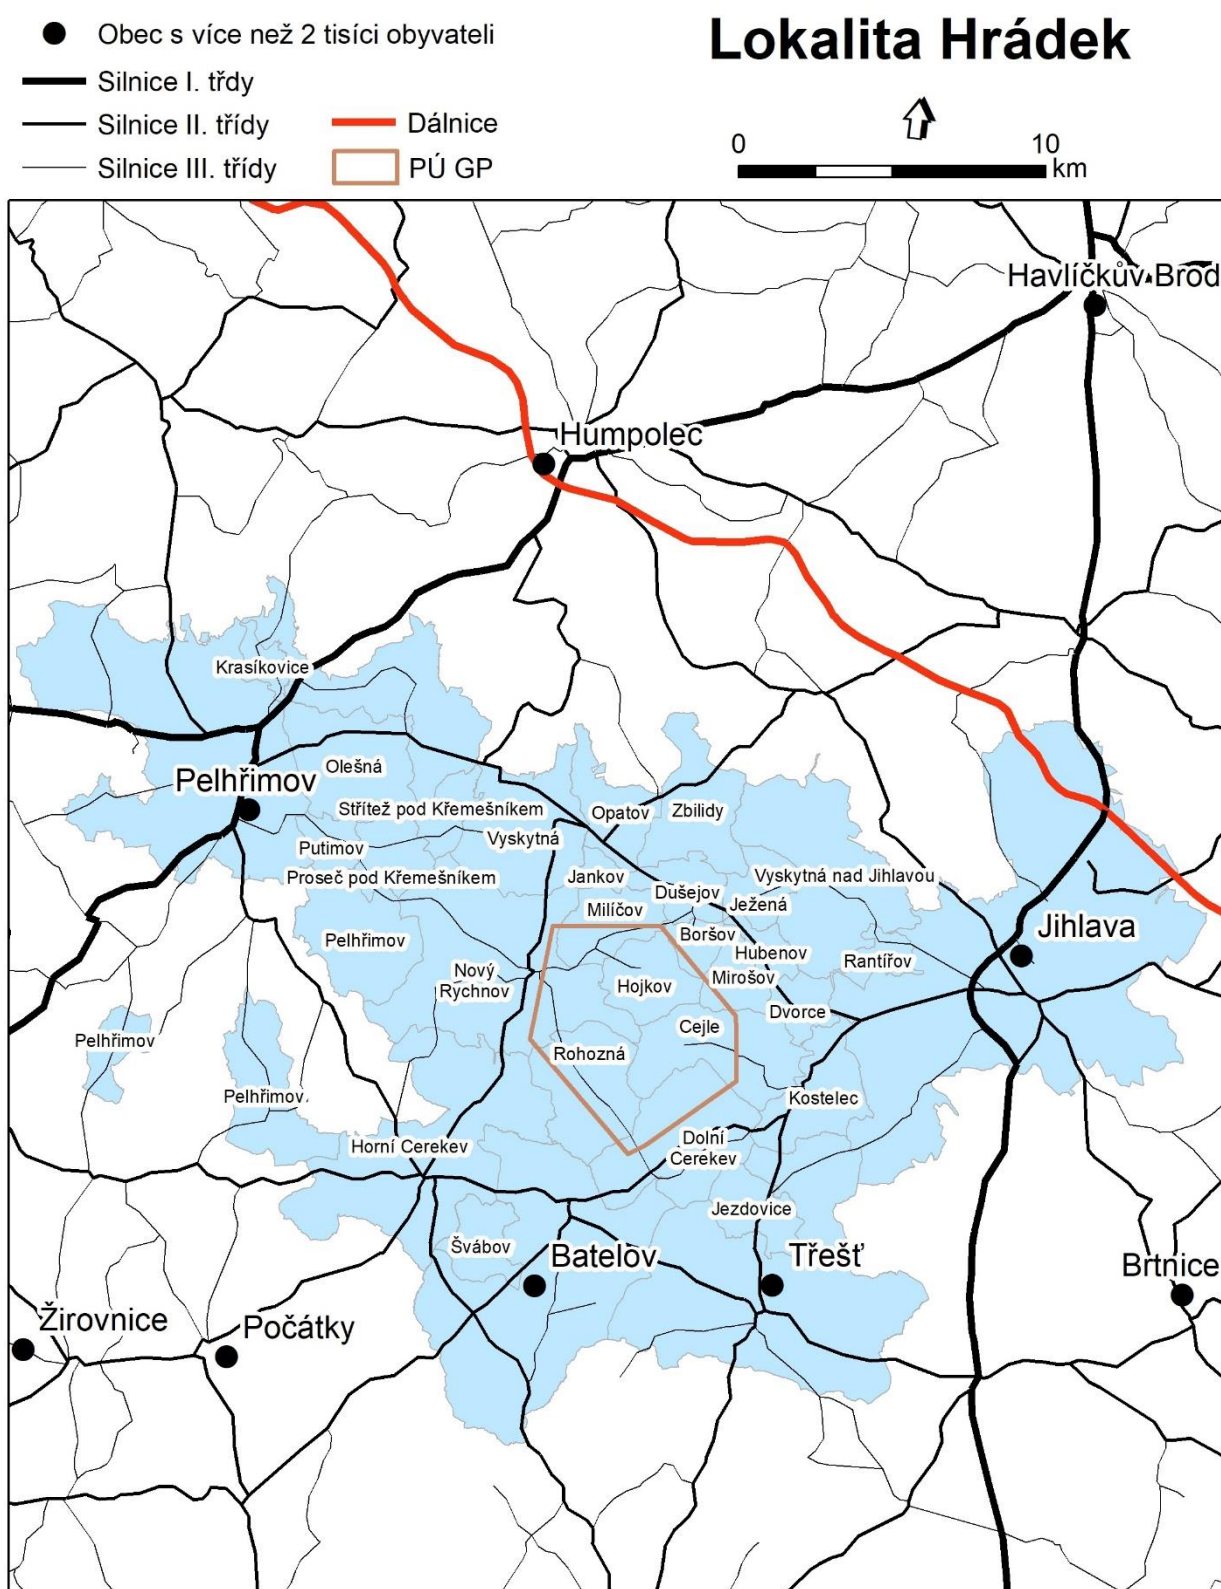 Lokalita Hrádek
Obec s více než 2 tisíci obyvateli
Silnice I. třdy
Silnice II. třídy
Dálnice
Silnice III. třídy
PÚ GP
0 10
km
Havlíčkův Brod
Humpolec
Krasíkovice
Olešná
Pelhřimov
Střítež pod Křemešníkem
Opatov
Zbilidy
Vyskytná
Putimov
Proseč pod Křemešníkem
Jankov
Dušejov
Vyskytná nad Jihlavou
Ježená
Milíčov
Boršov
Jihlava
Pelhřimov
Hubenov
Rantířov
Nový
Rychnov
Mirošov
Hojkov
Dvorce
Cejle
Pelhřimov
Rohozná
Pelhřimov
Kostelec
Horní Cerekev
Dolní
Cerekev
Jezdovice
Švábov
Batelov
Třešť
Brtnice
Žirovnice
Počátky